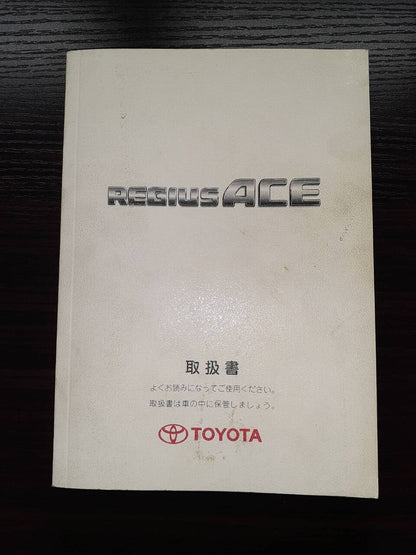 REGIUS ACE
取扱書
よくお読みになってご使用ください。
取扱書は車の中に保管しましょう。
TOYOTA